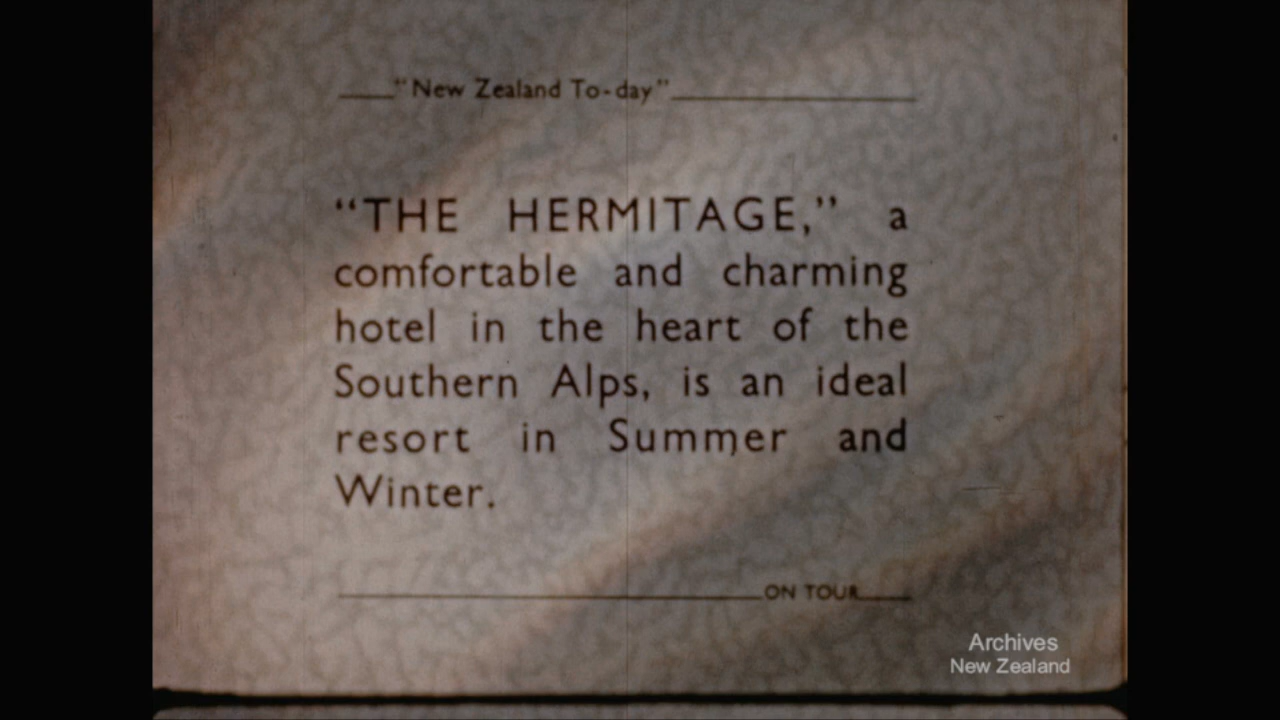 "New Zealand To-day"
"THE HERMITAGE," a
comfortable and charming
hotel in the heart of the
Southern Alps, is an ideal
resort in Summer and
Winter.
ON TOUR
Archives
New Zealand